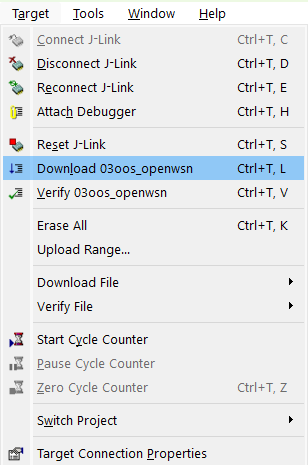 Target Tools Window Help
Connect J-Link Ctrl+T, C
Disconnect J-Link Ctrl+T, D
Reconnect J-Link Ctrl+T, E
Attach Debugger Ctrl+T, H
Reset J-Link Ctrl+T, S
Download 03oos_openwsn Ctrl+T, L
Verify 03oos_openwsn Ctrl+T, V
Erase All Ctrl+T, K
Upload Range...
Download File
Verify File
Start Cycle Counter
Pause Cycle Counter
Zero Cycle Counter Ctrl+T, Z
Switch Project
Target Connection Properties